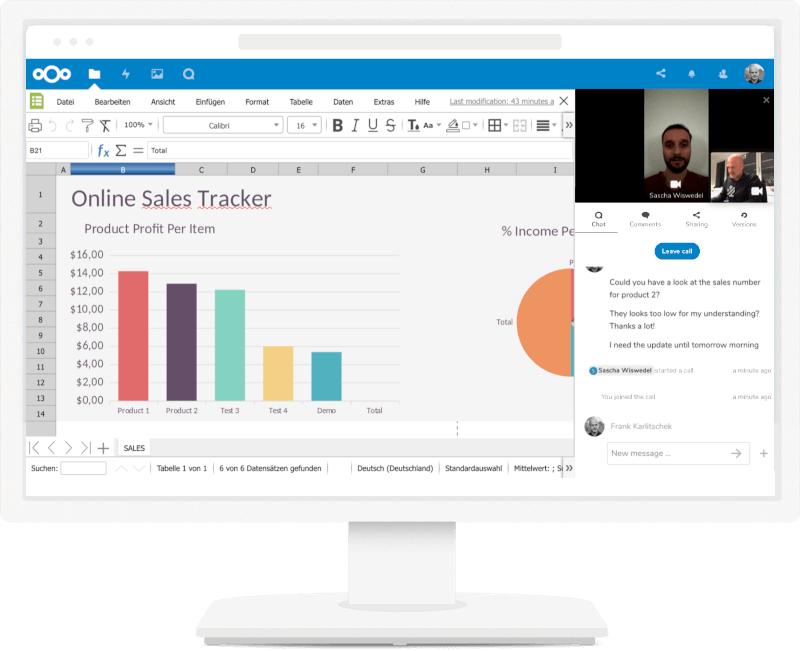 Datei Bearbeiten Ansicht Einfügen Format Tabelle Daten Extras Hilfe Last modification: 43 minutes a
100% Calibri 16
B21 Total
A B C D E F G H I
1
Online Sales Tracker
2
Product Profit Per Item
% Income Pe
3
4
5
6
7
8
9
10
11
12
13
14
$16,00
$14,00
$12,00
$10,00
$8,00
$6,00
$4,00
$2,00
$0,00
Product 1 Product 2 Test 3 Test 4 Demo Total
P
Total
SALES
Suchen: Tabelle 1 von 1 6 von 6 Datensätzen gefunden Deutsch (Deutschland) Standardauswahl Mittelwert: ; S
Sascha Wiswedel
Chat Comments Sharing Versions
Leave call
Could you have a look at the sales number
for product 2?
They looks too low for my understanding?
Thanks a lot!
I need the update until tomorrow morning
Sascha Wiswedel started a call a minute ago
You joined the call a minute ago
Frank Karlitschek
New message ...